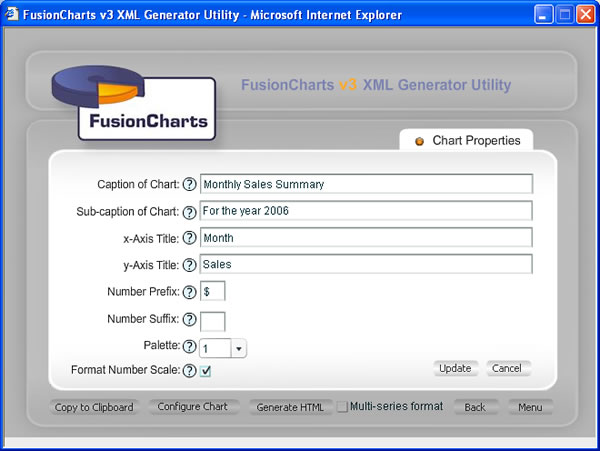 FusionCharts v3 XML Generator Utility - Microsoft Internet Explorer
FusionCharts v3 XML Generator Utility
FusionCharts
Chart Properties
Caption of Chart: ? Monthly Sales Summary
Sub-caption of Chart: ? For the year 2006
x-Axis Title: ? Month
y-Axis Title: ? Sales
Number Prefix: ? $
Number Suffix: ?
Palette: ? 1
Format Number Scale: ?
Update Cancel
Copy to Clipboard Configure Chart Generate HTML Multi-series format Back Menu